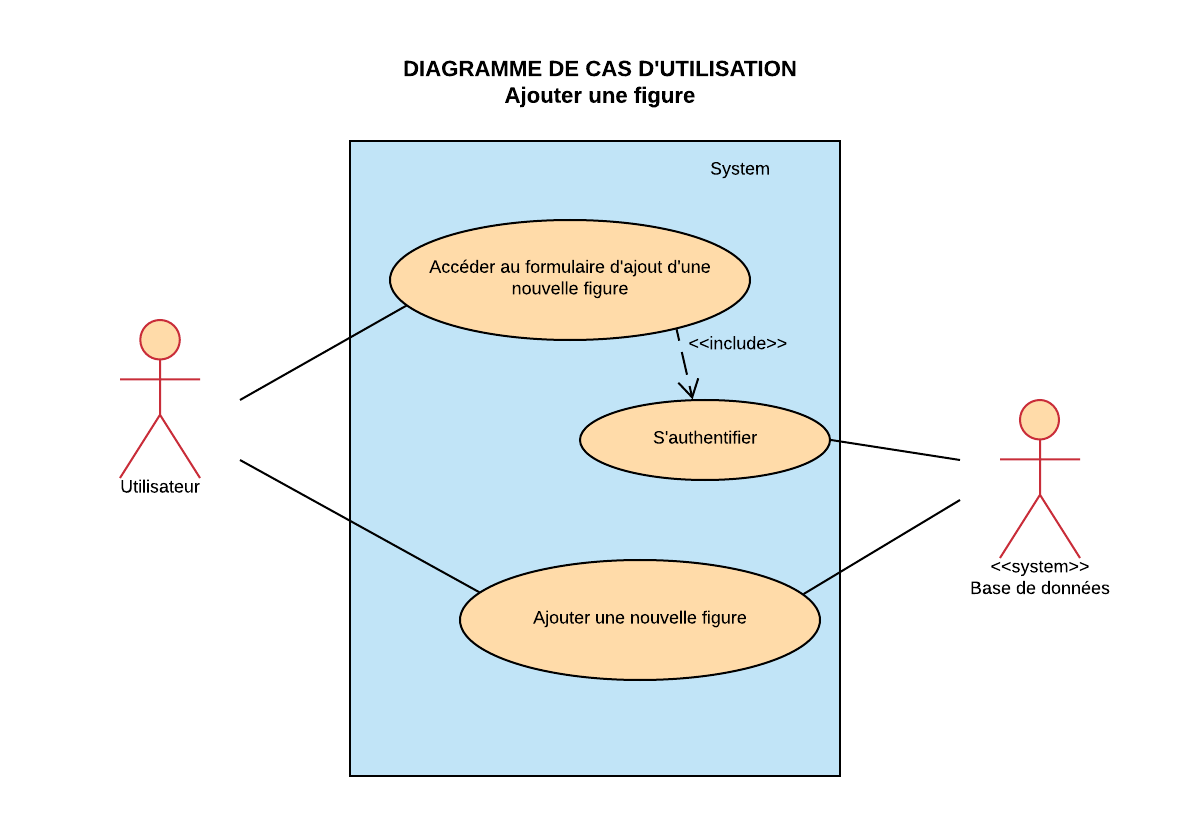 DIAGRAMME DE CAS D'UTILISATION
Ajouter une figure
System
Accéder au formulaire d'ajout d'une
nouvelle figure
<<include>>
S'authentifier
Utilisateur
<<system>>
Base de données
Ajouter une nouvelle figure